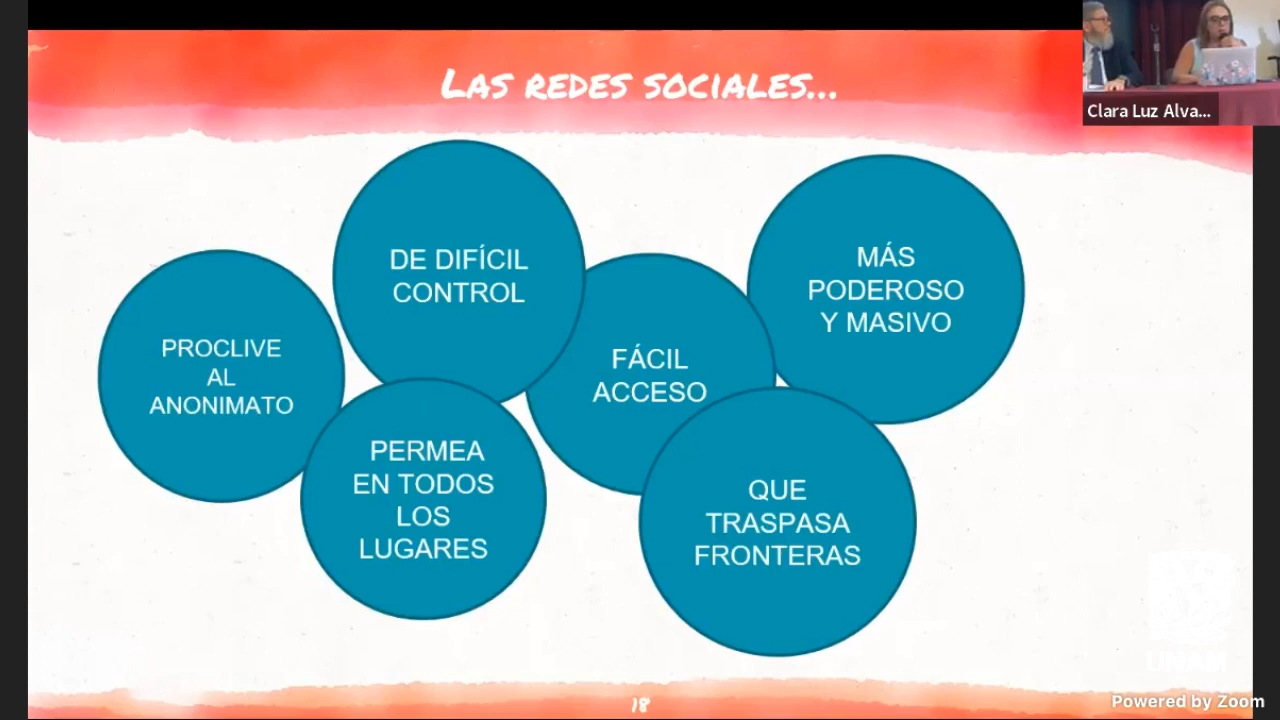 LAS REDES SOCIALES...
Clara Luz Alva...
DE DIFÍCIL
CONTROL
MÁS
PODEROSO
Y MASIVO
PROCLIVE
AL
ANONIMATO
FÁCIL
ACCESO
PERMEA
EN TODOS
LOS
LUGARES
QUE
TRASPASA
FRONTERAS
UNAM
18
Powered by Zoom